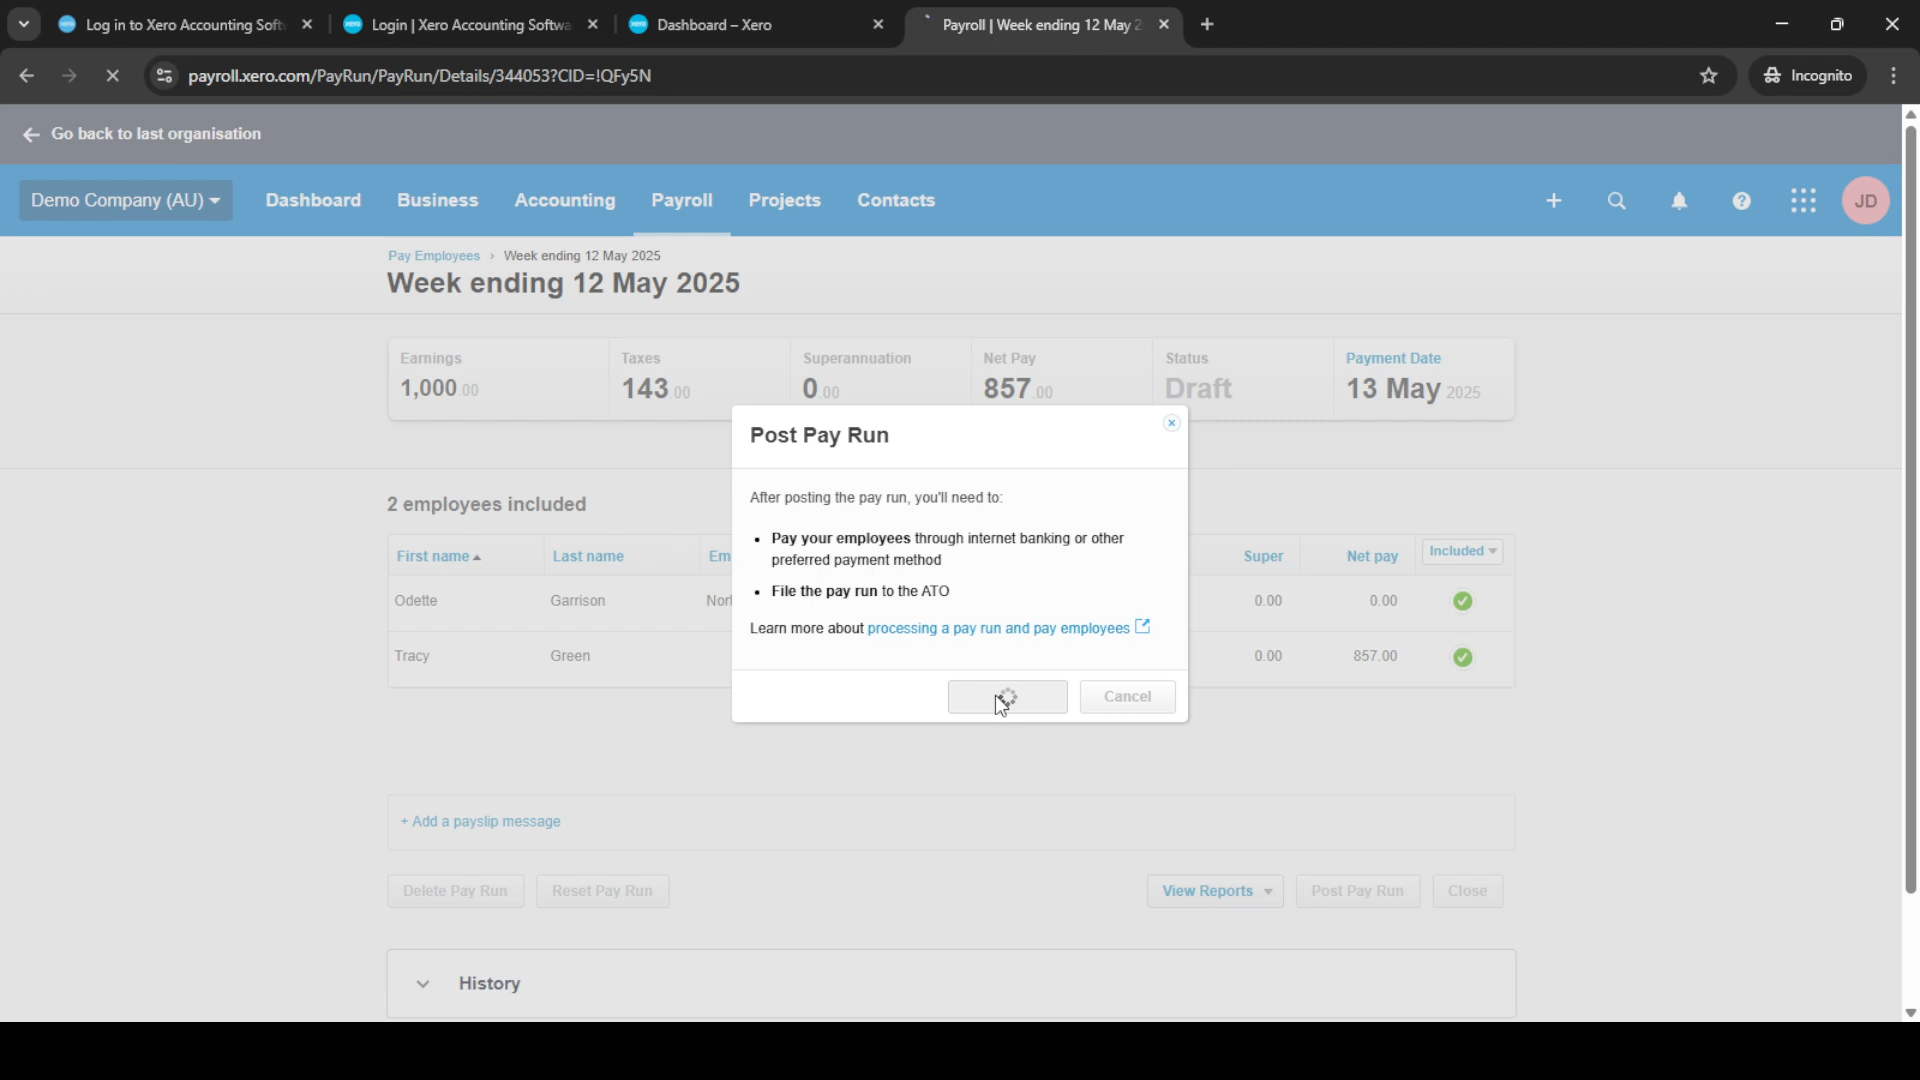 Log in to Xero Accounting Soft
Login | Xero Accounting Softwa
Dashboard – Xero
Payroll | Week ending 12 May 2
payroll.xero.com/PayRun/PayRun/Details/344053?CID=!QFy5N
Incognito
Go back to last organisation
Demo Company (AU)
Dashboard
Business
Accounting
Payroll
Projects
Contacts
JD
Pay Employees › Week ending 12 May 2025
Week ending 12 May 2025
Earnings
Taxes
Superannuation
Net Pay
Status
Payment Date
1,000.00
143.00
0.00
857.00
Draft
13 May 2025
Post Pay Run
After posting the pay run, you'll need to:
• Pay your employees through internet banking or other
preferred payment method
• File the pay run to the ATO
Learn more about processing a pay run and pay employees
Cancel
2 employees included
First name
Last name
Em
Super
Net pay
Included
Odette
Garrison
Nor
0.00
0.00
Tracy
Green
0.00
857.00
+ Add a payslip message
Delete Pay Run
Reset Pay Run
View Reports
Post Pay Run
Close
History